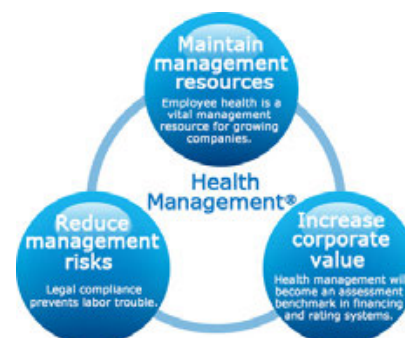 Maintain
management
resources
Employee health is a
vital management
resource for growing
companies.
Health
Management®
Reduce
management
risks
Legal compliance
prevents labor trouble.
Increase
corporate
value
Health management will
become an assessment
benchmark in financing
and rating systems.